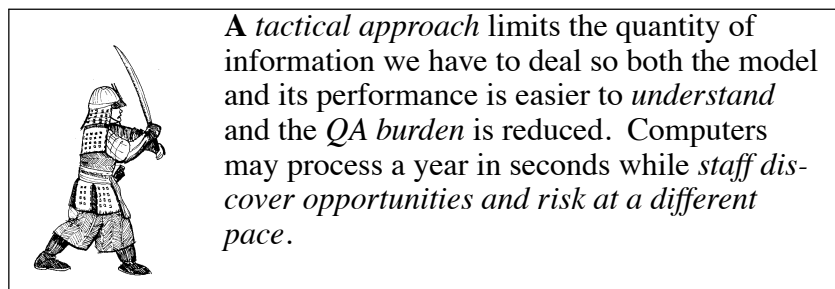 A tactical approach limits the quantity of
information we have to deal so both the model
and its performance is easier to understand
and the QA burden is reduced. Computers
may process a year in seconds while staff dis-
cover opportunities and risk at a different
pace.